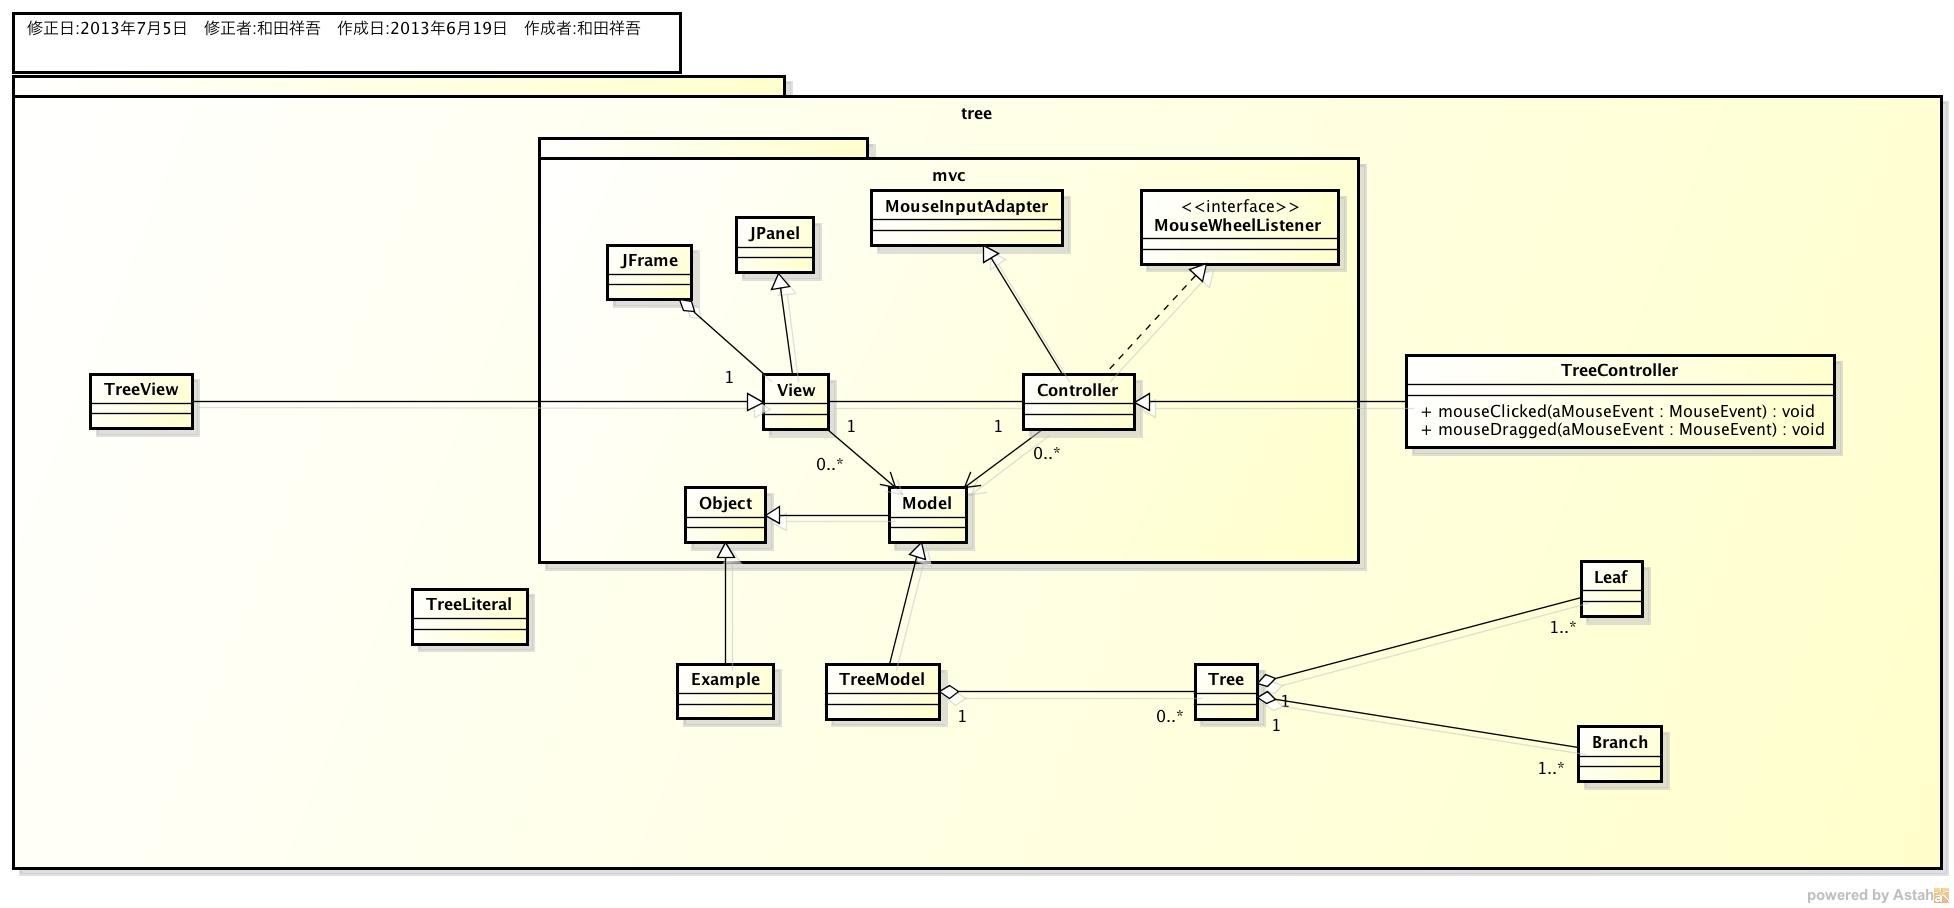 修正日:2013年7月5日　修正者:和田祥吾　作成日:2013年6月19日　作成者:和田祥吾
tree
mvc
MouseInputAdapter
<<interface>>
MouseWheelListener
JPanel
JFrame
TreeView
1
View
Controller
TreeController
+ mouseClicked(aMouseEvent : MouseEvent) : void
+ mouseDragged(aMouseEvent : MouseEvent) : void
1
1
0..*
0..*
Object
Model
Leaf
TreeLiteral
1..*
Example
TreeModel
Tree
1
1
0..*
1
Branch
1..*
powered by Astah